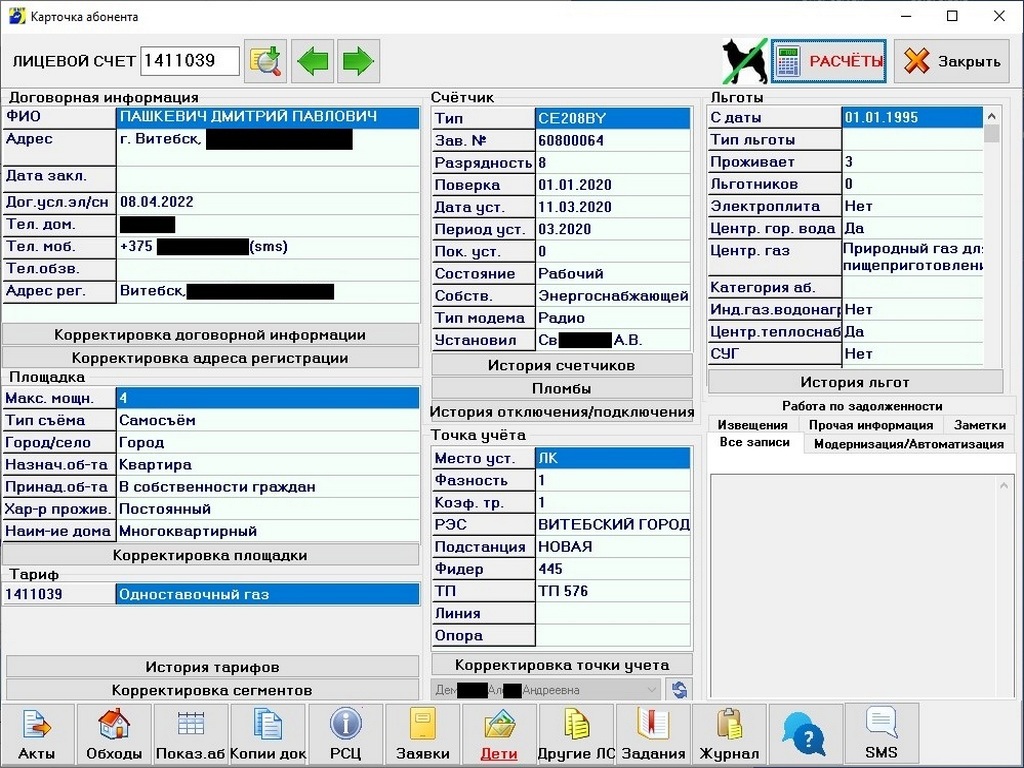 Карточка абонента
ЛИЦЕВОЙ СЧЕТ 1411039
РАСЧЁТЫ
Закрыть
Договорная информация
ФИО ПАШКЕВИЧ ДМИТРИЙ ПАВЛОВИЧ
Адрес г. Витебск,
Дата закл.
Дог.усл.эл/сн 08.04.2022
Тел. дом.
Тел. моб. +375 (sms)
Тел.обзв.
Адрес рег. Витебск,
Корректировка договорной информации
Корректировка адреса регистрации
Площадка
Макс. мощн. 4
Тип съёма Самосъём
Город/село Город
Назнач.об-та Квартира
Принад.об-та В собственности граждан
Хар-р прожив. Постоянный
Наим-ие дома Многоквартирный
Корректировка площадки
Тариф
1411039 Одноставочный газ
История тарифов
Корректировка сегментов
Счётчик
Тип СЕ208BY
Зав. № 60800064
Разрядность 8
Поверка 01.01.2020
Дата уст. 11.03.2020
Период уст. 03.2020
Пок. уст. 0
Состояние Рабочий
Собств. Энергоснабжающей
Тип модема Радио
Установил Св А.В.
История счетчиков
Пломбы
История отключения/подключения
Точка учёта
Место уст. ЛК
Фазность 1
Коэф. тр. 1
РЭС ВИТЕБСКИЙ ГОРОД
Подстанция НОВАЯ
Фидер 445
ТП ТП 576
Линия
Опора
Корректировка точки учета
Дем Але Андреевна
Льготы
С даты 01.01.1995
Тип льготы
Проживает 3
Льготников 0
Электроплита Нет
Центр. гор. вода Да
Центр. газ Природный газ для
пищеприготовлени
Категория аб.
Инд.газ.водонагр Нет
Центр.теплоснаб Да
СУГ Нет
История льгот
Работа по задолженности
Извещения Прочая информация Заметки
Все записи Модернизация/Автоматизация
Акты Обходы Показ.аб Копии док РСЦ Заявки Дети Другие ЛС Задания Журнал ? SMS